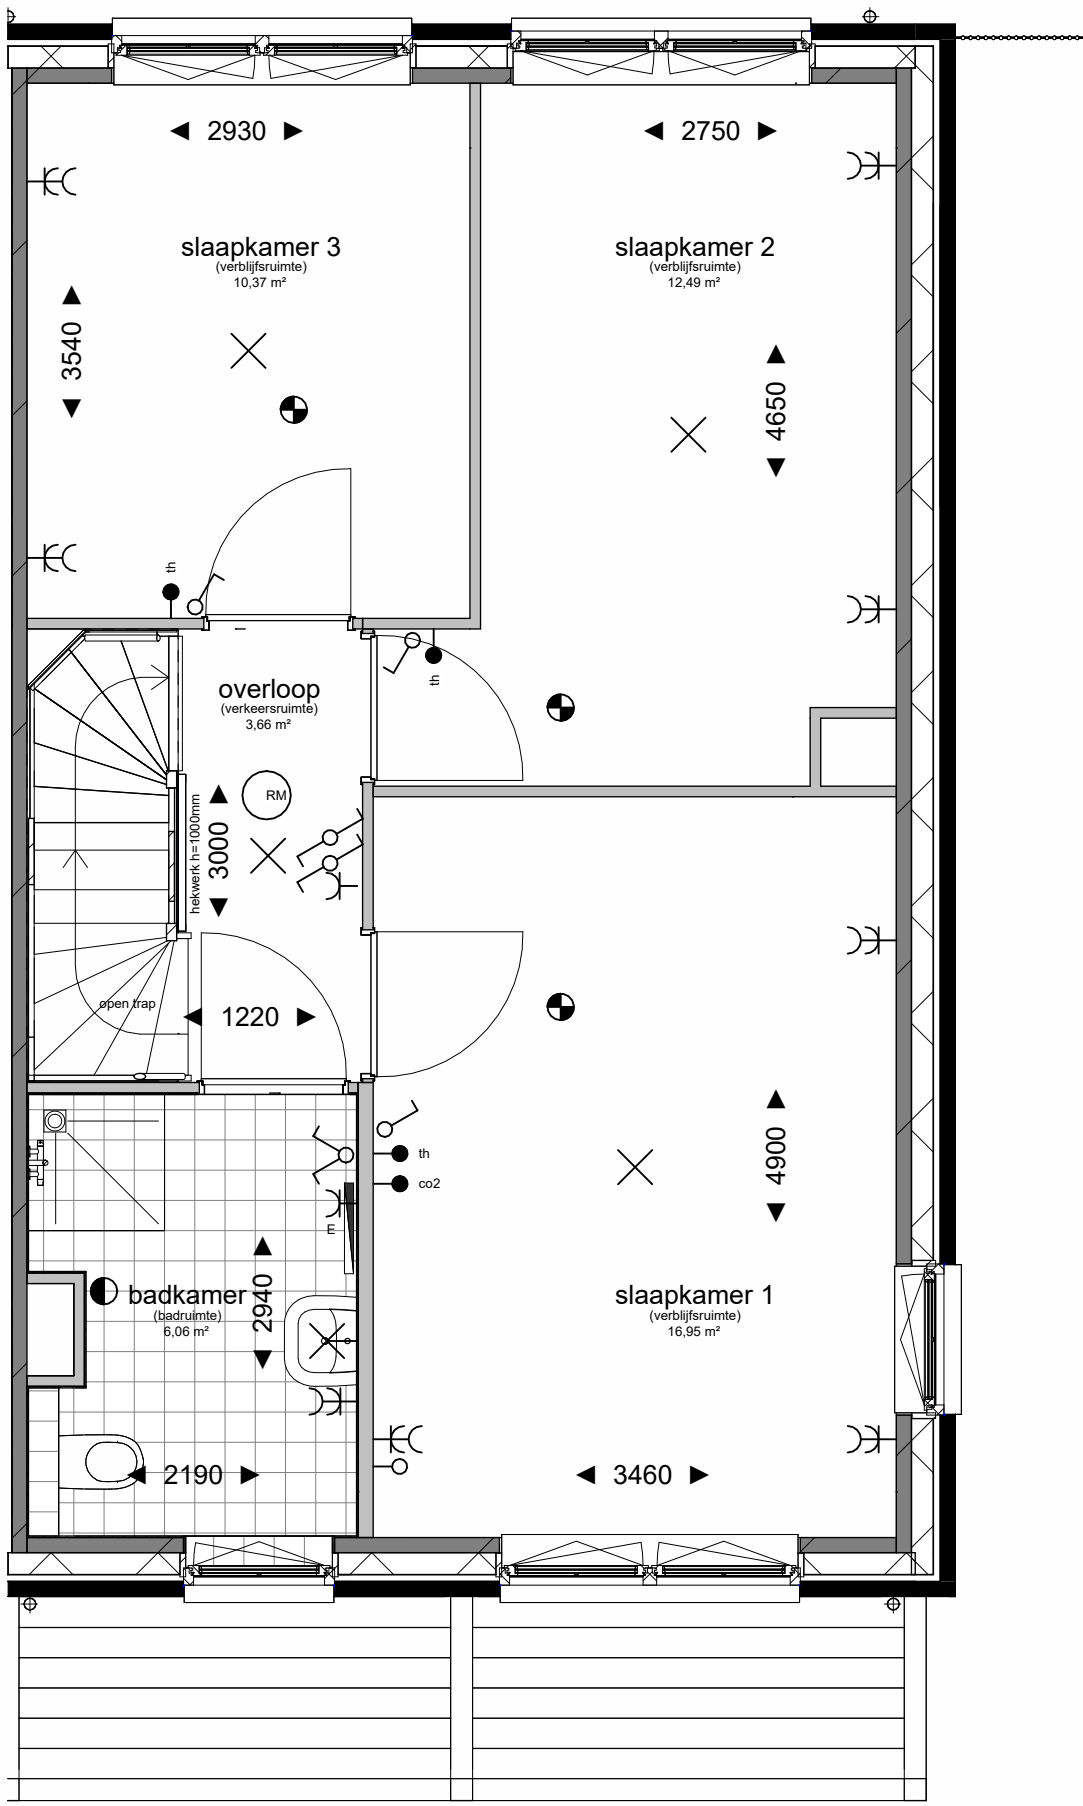 2930
2750
slaapkamer 3
(verblijfsruimte)
10,37 m²
slaapkamer 2
(verblijfsruimte)
12,49 m²
3540
4650
th
th
overloop
(verkeersruimte)
3,66 m²
RM
hekwerk h=1000mm
3000
open trap
1220
th
co2
4900
E
badkamer
(badruimte)
6,06 m²
2940
slaapkamer 1
(verblijfsruimte)
16,95 m²
2190
3460